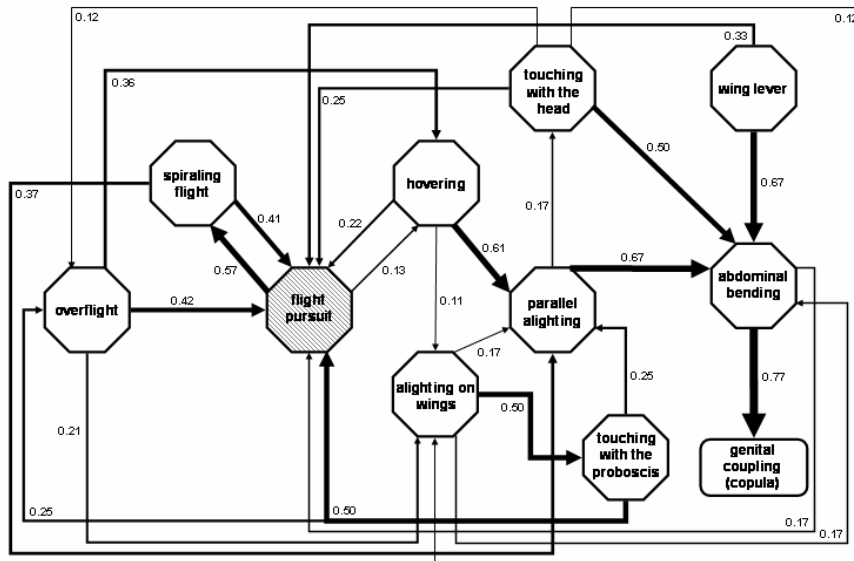 0.12
0.12
0.33
0.36
touching
with the
head
wing lever
0.25
0.50
spiraling
flight
hovering
0.37
0.67
0.41
0.22
0.17
0.61
0.57
0.13
0.67
overflight
0.42
flight
pursuit
parallel
alighting
abdominal
bending
0.11
0.17
alighting on
wings
0.25
0.77
0.50
0.21
touching
with the
proboscis
genital
coupling
(copula)
0.25
0.50
0.17
0.17